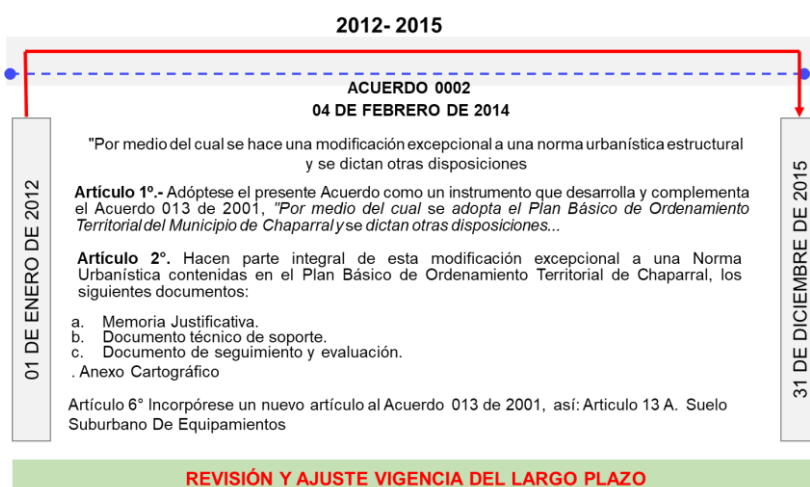 2012- 2015
ACUERDO 0002
04 DE FEBRERO DE 2014
"Por medio del cual se hace una modificación excepcional a una norma urbanística estructural
y se dictan otras disposiciones
Artículo 1º.- Adóptese el presente Acuerdo como un instrumento que desarrolla y complementa
el Acuerdo 013 de 2001, "Por medio del cual se adopta el Plan Básico de Ordenamiento
Territorial del Municipio de Chaparral y se dictan otras disposiciones...
Artículo 2°. Hacen parte integral de esta modificación excepcional a una Norma
Urbanística contenidas en el Plan Básico de Ordenamiento Territorial de Chaparral, los
siguientes documentos:
a. Memoria Justificativa.
b. Documento técnico de soporte.
c. Documento de seguimiento y evaluación.
. Anexo Cartográfico
Artículo 6° Incorpórese un nuevo artículo al Acuerdo 013 de 2001, así: Articulo 13 A. Suelo
Suburbano De Equipamientos
01 DE ENERO DE 2012
31 DE DICIEMBRE DE 2015
REVISIÓN Y AJUSTE VIGENCIA DEL LARGO PLAZO